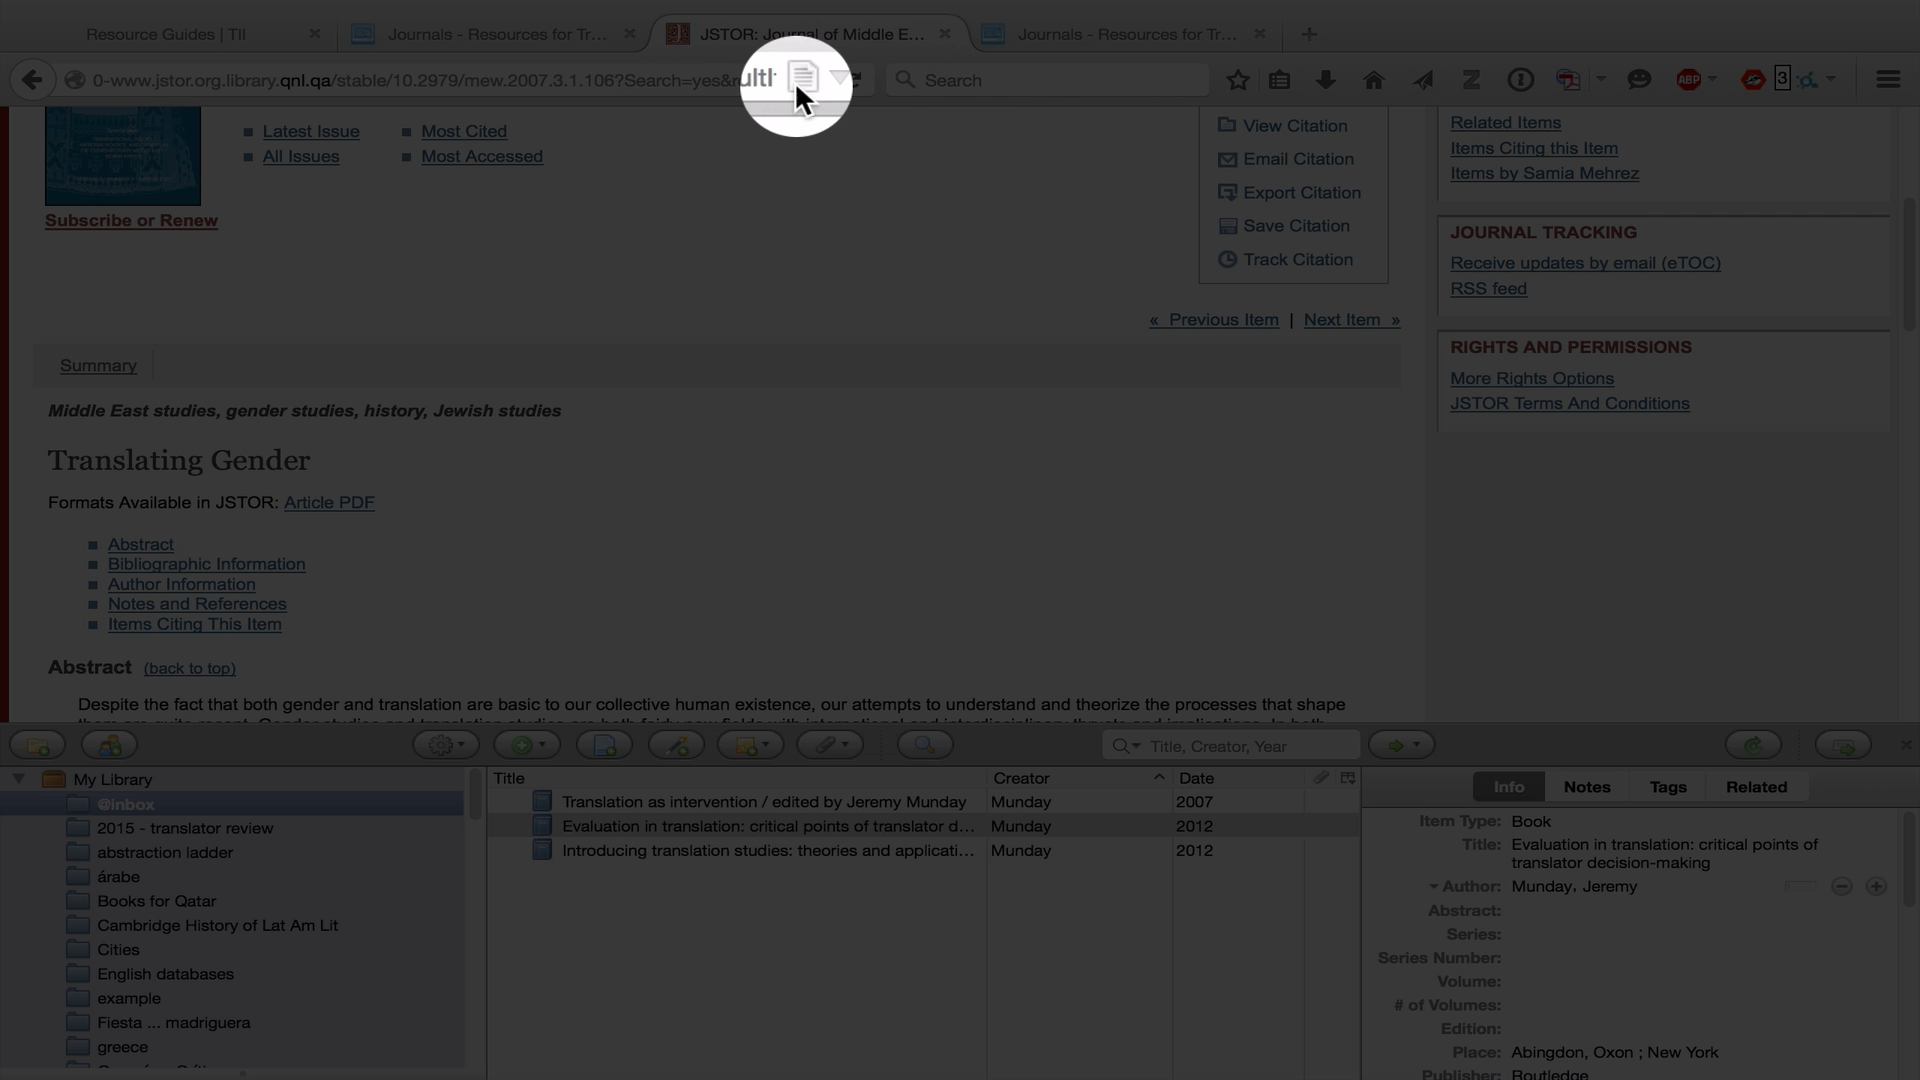 Resource Guides | TII
Journals - Resources for Tr...
JSTOR: Journal of Middle E...
Journals - Resources for Tr...
0-www.jstor.org.library.qnl.qa/stable/10.2979/mew.2007.3.1.106?Search=yes&
Search
ABP
3
Latest Issue
Most Cited
All Issues
Most Accessed
Subscribe or Renew
View Citation
Email Citation
Export Citation
Save Citation
Track Citation
Related Items
Items Citing this Item
Items by Samia Mehrez
JOURNAL TRACKING
Receive updates by email (eTOC)
RSS feed
RIGHTS AND PERMISSIONS
More Rights Options
JSTOR Terms And Conditions
« Previous Item | Next Item »
Summary
Middle East studies, gender studies, history, Jewish studies
Translating Gender
Formats Available in JSTOR: Article PDF
Abstract
Bibliographic Information
Author Information
Notes and References
Items Citing This Item
Abstract (back to top)
Despite the fact that both gender and translation are basic to our collective human existence, our attempts to understand and theorize the processes that shape
Title, Creator, Year
My Library
@inbox
2015 - translator review
abstraction ladder
árabe
Books for Qatar
Cambridge History of Lat Am Lit
Cities
English databases
example
Fiesta ... madriguera
greece
Title Creator Date
Translation as intervention / edited by Jeremy Munday Munday 2007
Evaluation in translation: critical points of translator d... Munday 2012
Introducing translation studies: theories and applicati... Munday 2012
Info Notes Tags Related
Item Type: Book
Title: Evaluation in translation: critical points of
translator decision-making
Author: Munday, Jeremy
Abstract:
Series:
Series Number:
Volume:
# of Volumes:
Edition:
Place: Abingdon, Oxon ; New York
Publisher: Routledge